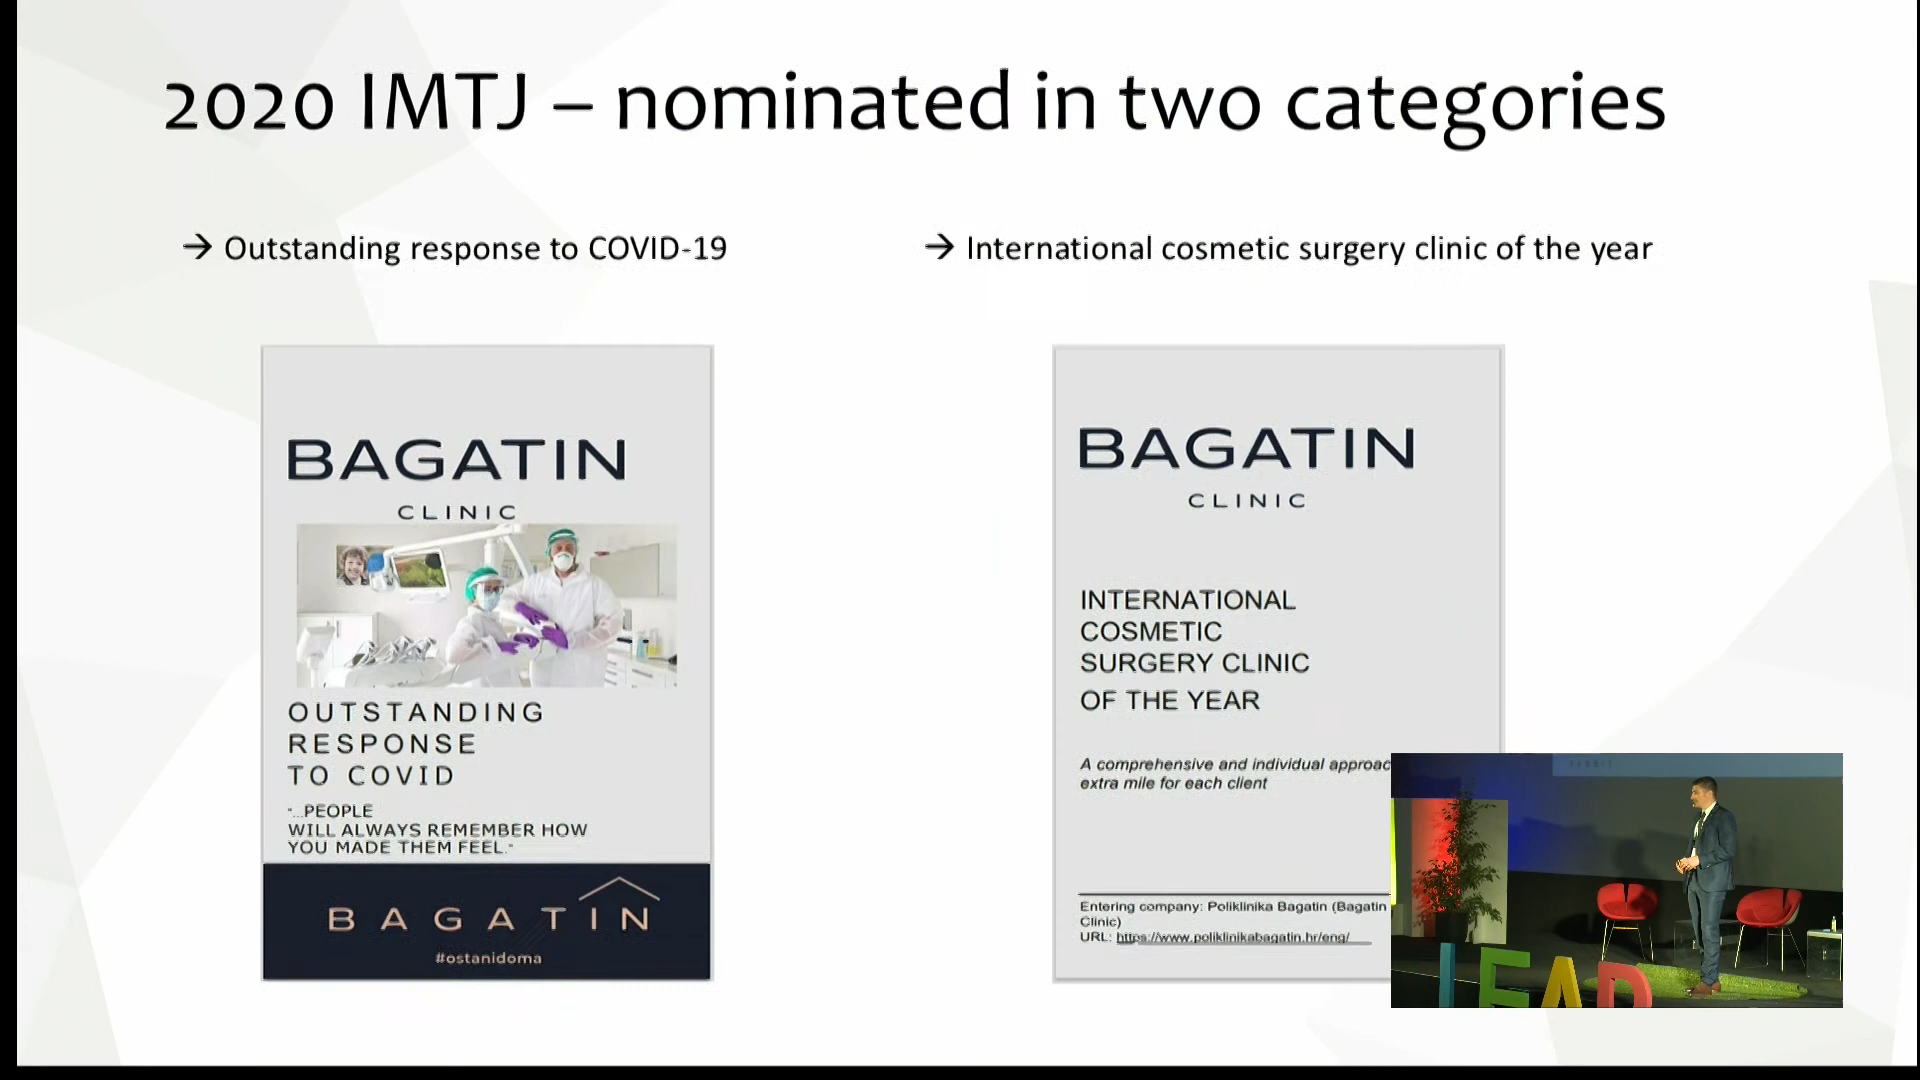 2020 IMTJ – nominated in two categories
→ Outstanding response to COVID-19
→ International cosmetic surgery clinic of the year
BAGATIN
CLINIC
OUTSTANDING
RESPONSE
TO COVID
"...PEOPLE
WILL ALWAYS REMEMBER HOW
YOU MADE THEM FEEL."
BAGATIN
#ostanidoma
BAGATIN
CLINIC
INTERNATIONAL
COSMETIC
SURGERY CLINIC
OF THE YEAR
A comprehensive and individual approac
extra mile for each client
Entering company: Poliklinika Bagatin (Bagatin
Clinic)
URL: https://www.poliklinikabagatin.hr/eng/
LEAD